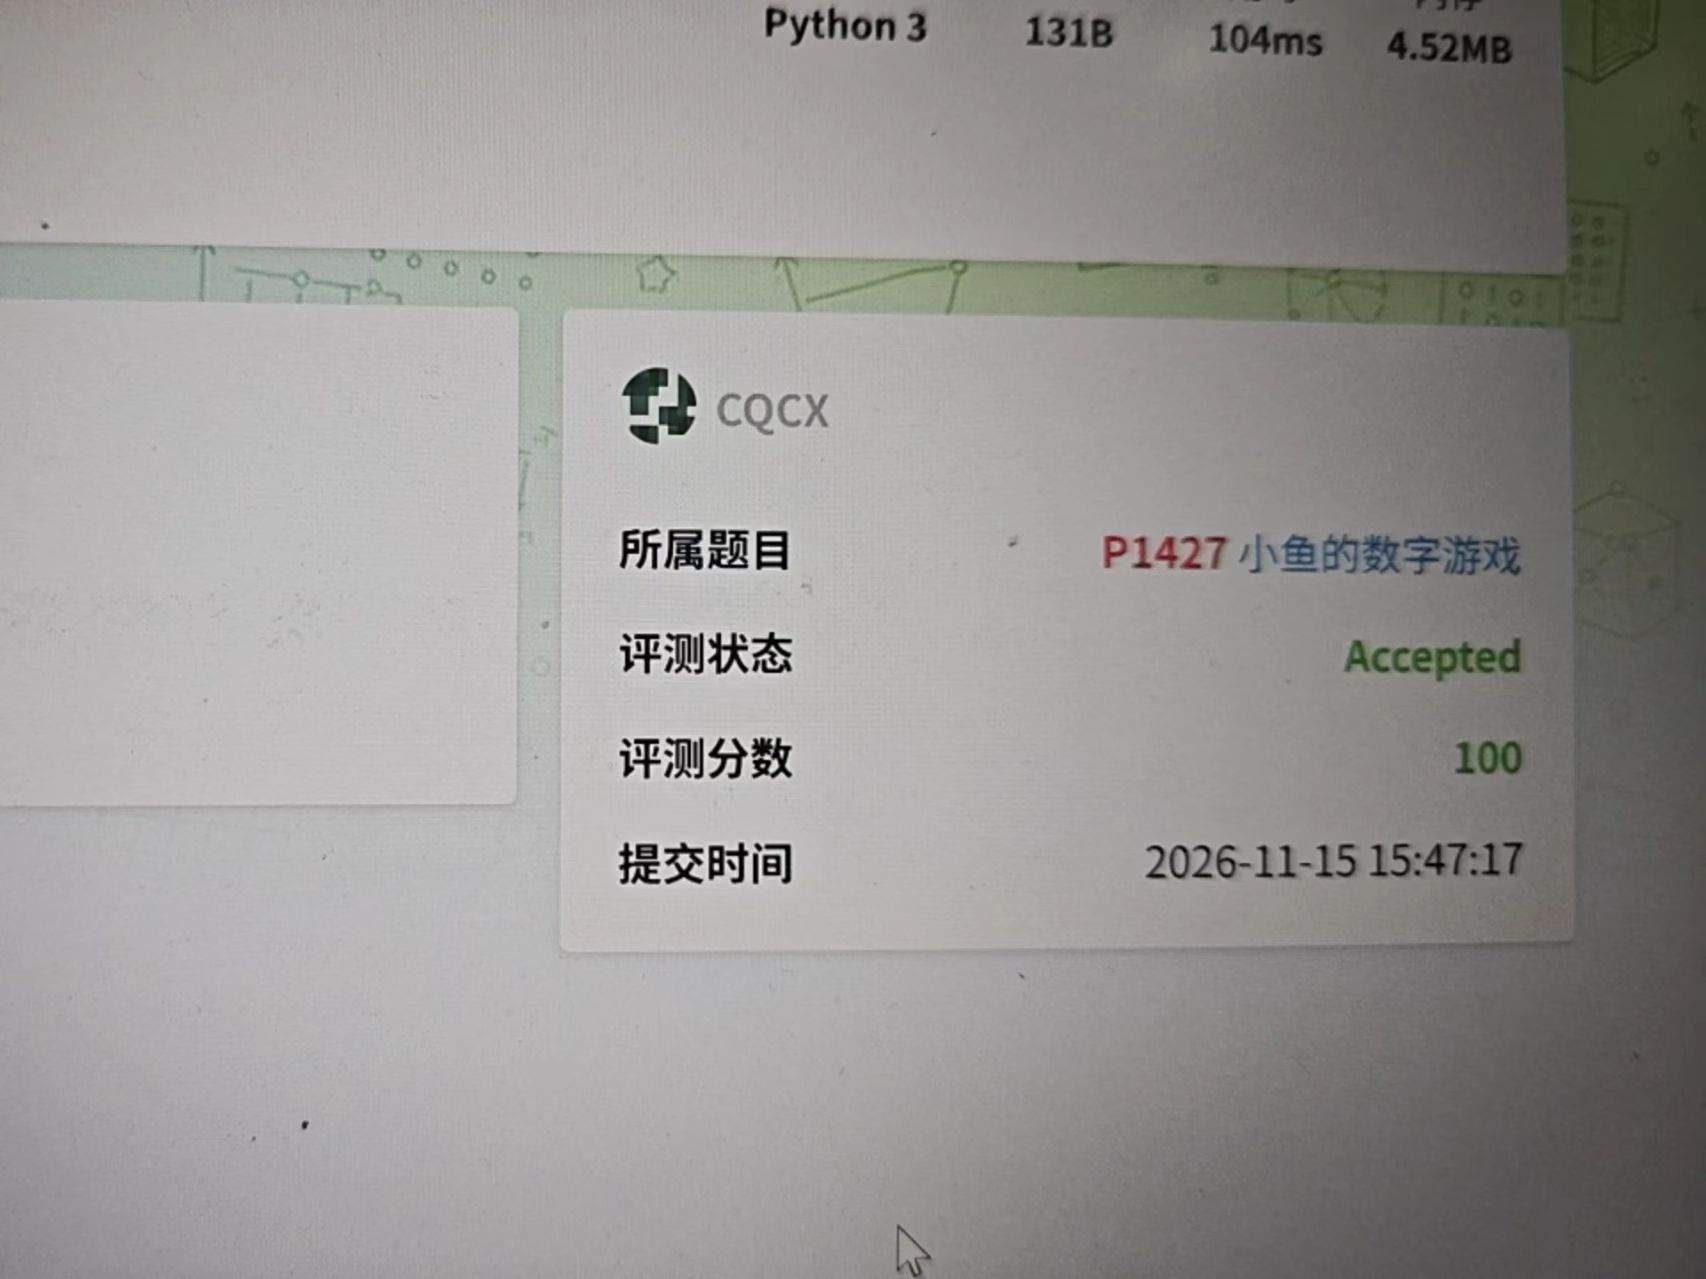 Python 3 131B 104ms 4.52MB
CQCX
所属题目 P1427 小鱼的数字游戏
评测状态 Accepted
评测分数 100
提交时间 2026-11-15 15:47:17